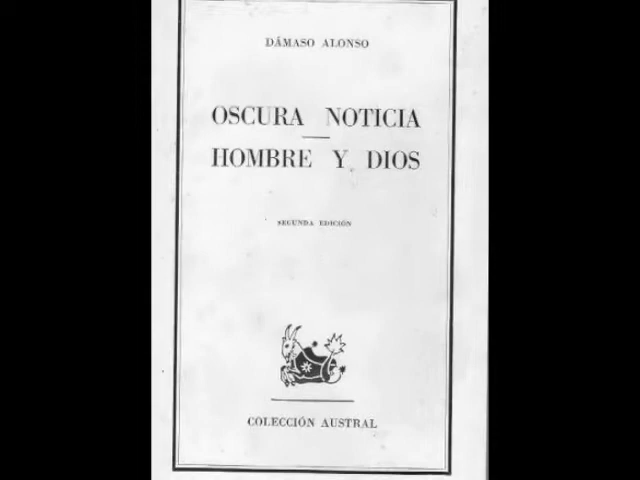 DÁMASO ALONSO
OSCURA NOTICIA
HOMBRE Y DIOS
SEGUNDA EDICIÓN
COLECCIÓN AUSTRAL